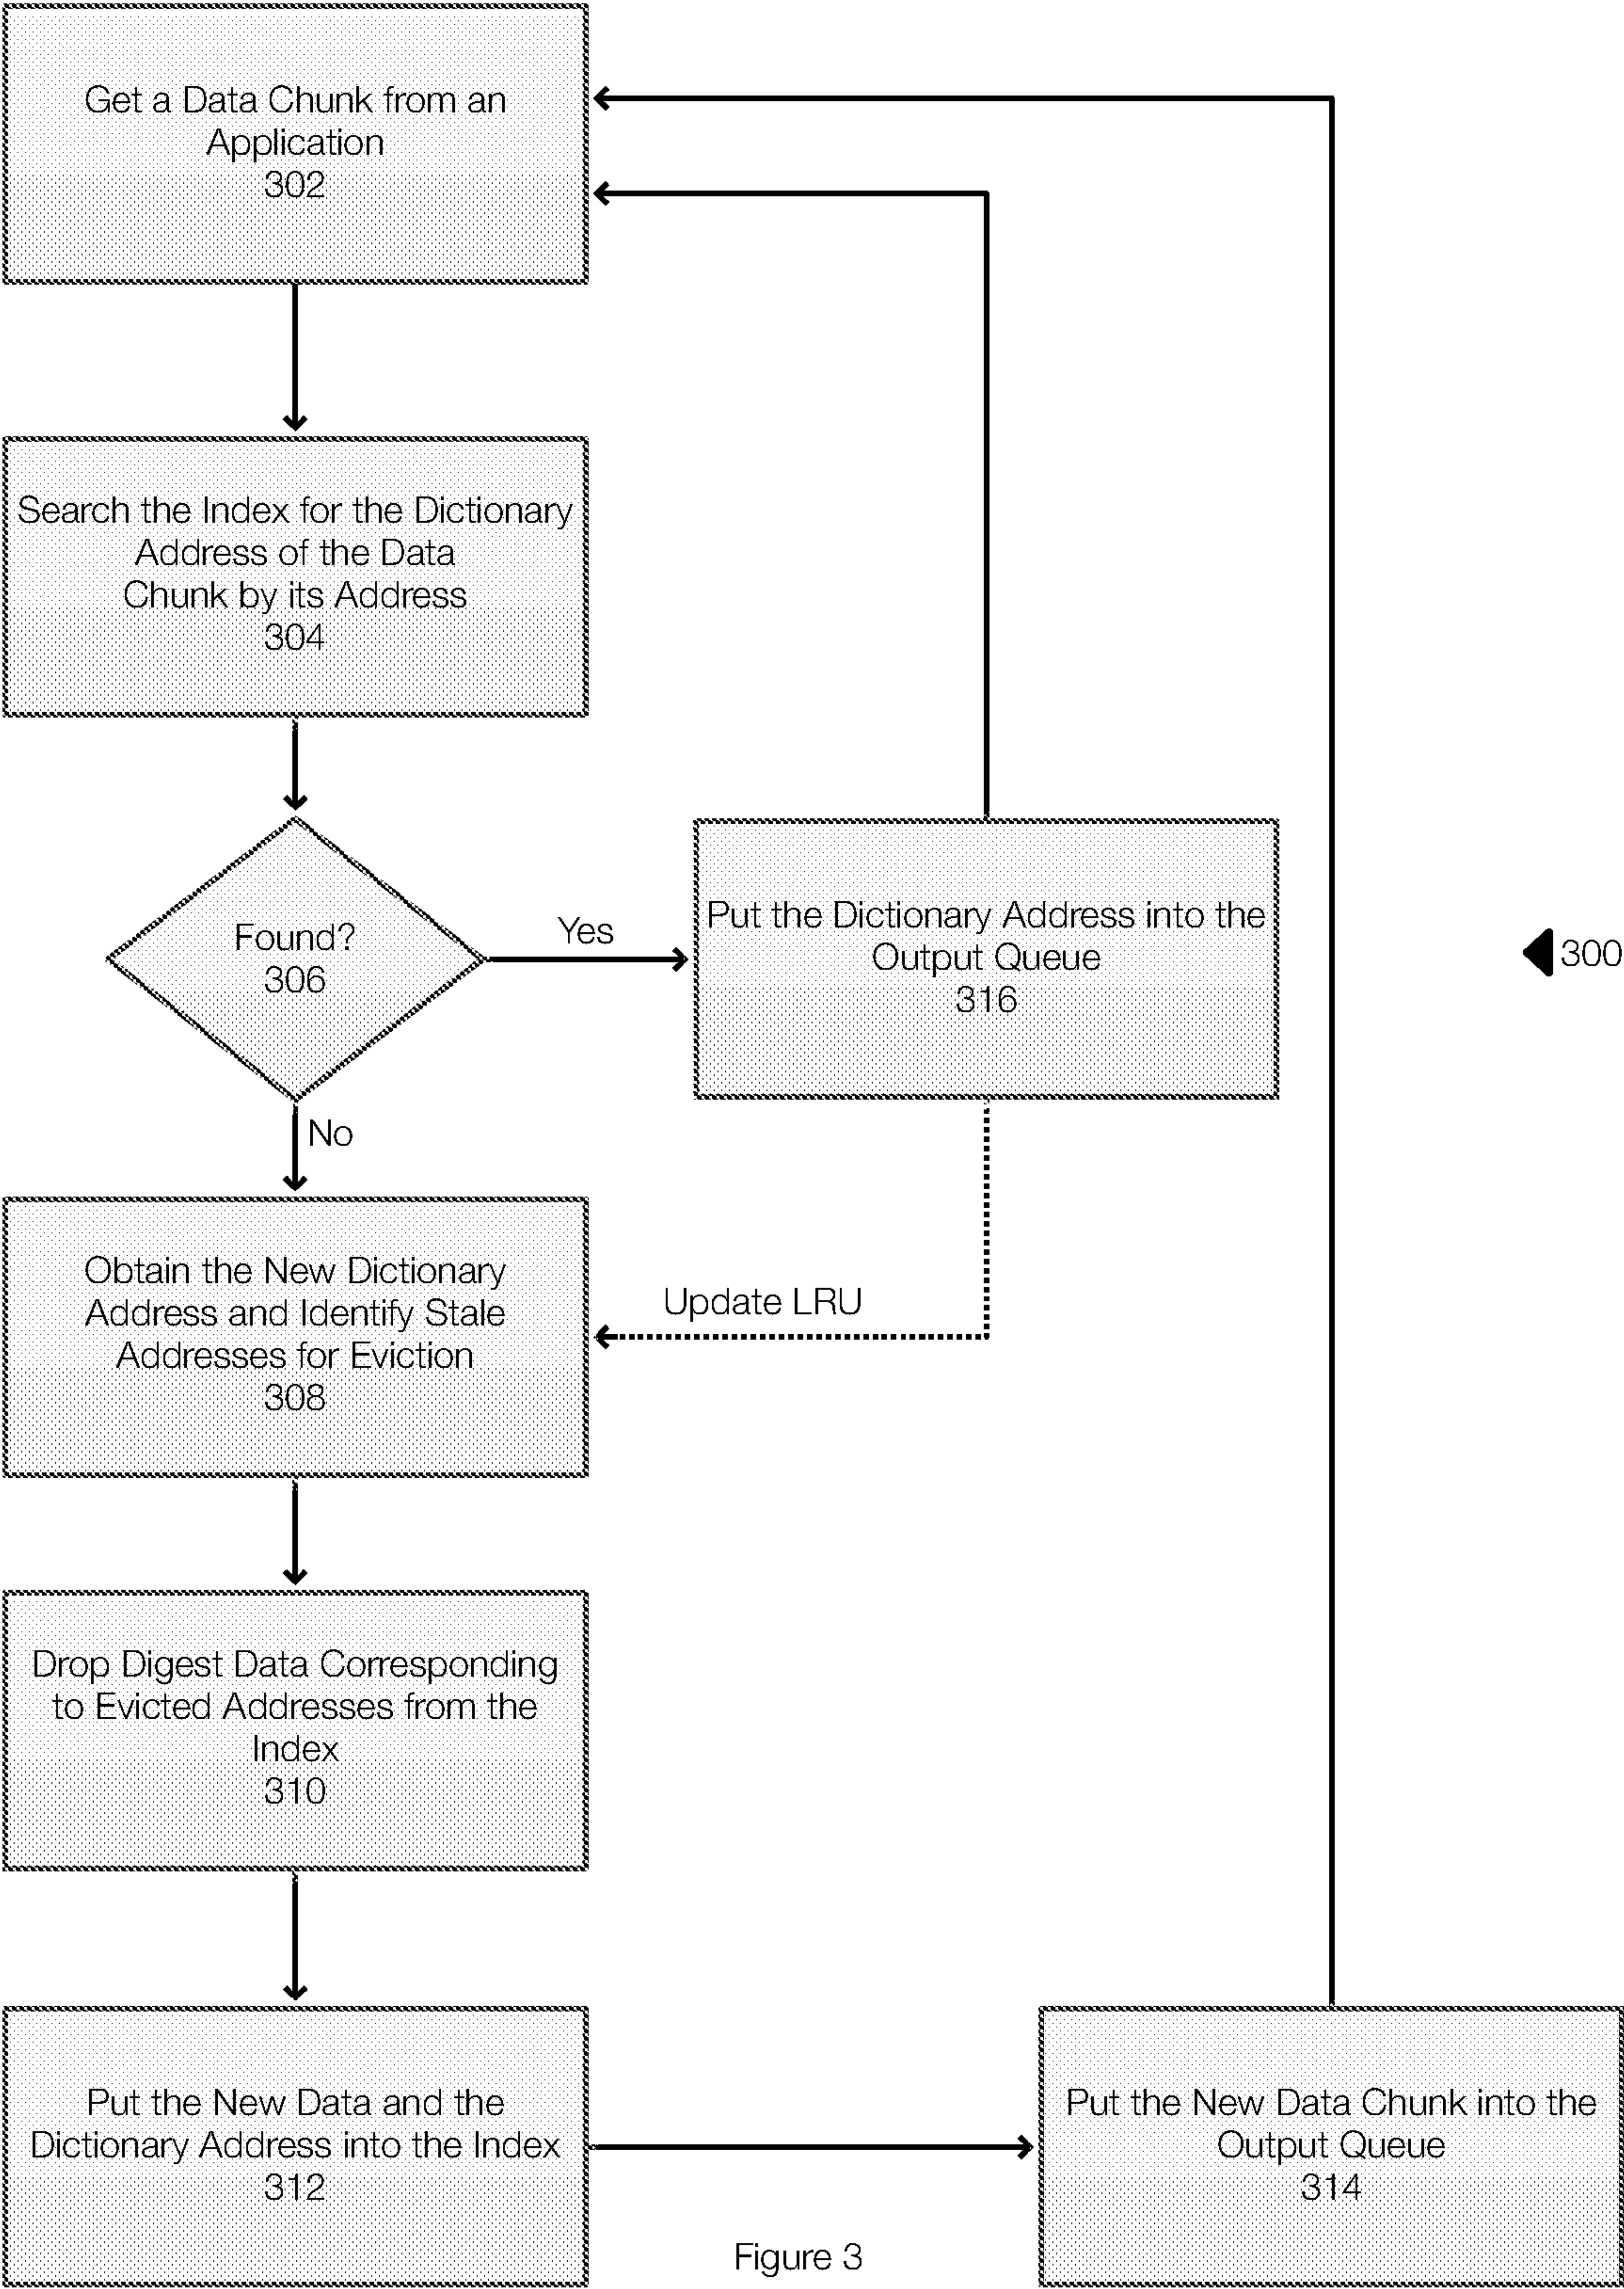 Get a Data Chunk from an
Application
302
Search the Index for the Dictionary
Address of the Data
Chunk by its Address
304
Found?
306
Yes
Put the Dictionary Address into the
Output Queue
316
300
No
Obtain the New Dictionary
Address and Identify Stale
Addresses for Eviction
308
Update LRU
Drop Digest Data Corresponding
to Evicted Addresses from the
Index
310
Put the New Data and the
Dictionary Address into the Index
312
Put the New Data Chunk into the
Output Queue
314
Figure 3